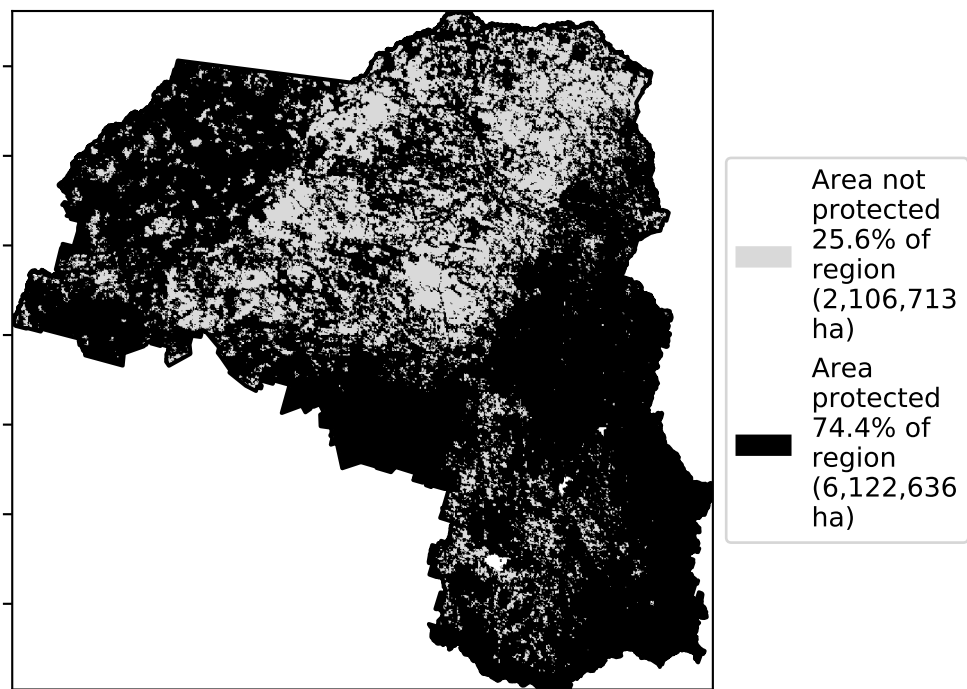 Area not
protected
25.6% of
region
(2,106,713
ha)
Area
protected
74.4% of
region
(6,122,636
ha)